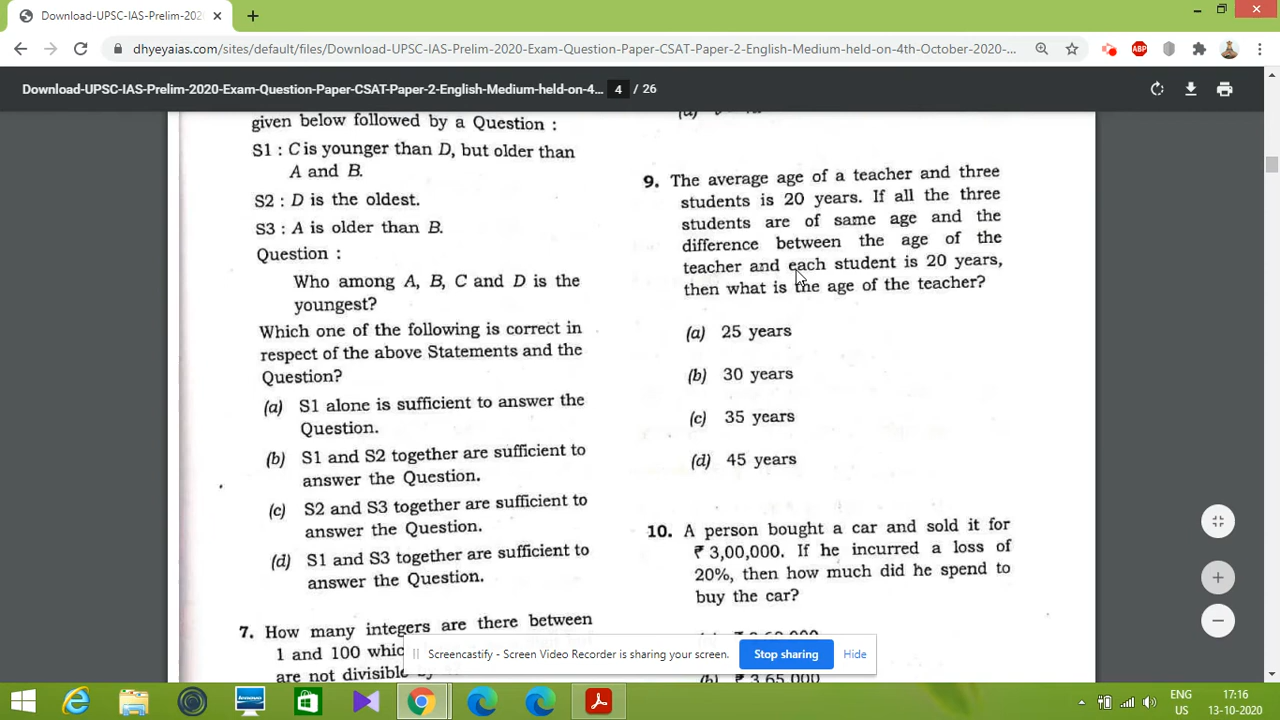 Download-UPSC-IAS-Prelim-202
dhyeyaias.com/sites/default/files/Download-UPSC-IAS-Prelim-2020-Exam-Question-Paper-CSAT-Paper-2-English-Medium-held-on-4th-October-2020-...
ABP
Download-UPSC-IAS-Prelim-2020-Exam-Question-Paper-CSAT-Paper-2-English-Medium-held-on-4... 4 / 26
given below followed by a Question :
S1 : C is younger than D, but older than
A and B.
S2 : D is the oldest.
S3 : A is older than B.
Question :
Who among A, B, C and D is the
youngest?
Which one of the following is correct in
respect of the above Statements and the
Question?
(a) S1 alone is sufficient to answer the
Question.
(b) S1 and S2 together are sufficient to
answer the Question.
(c) S2 and S3 together are sufficient to
answer the Question.
(d) S1 and S3 together are sufficient to
answer the Question.
7. How many integers are there between
1 and 100
are not divisible
9. The average age of a teacher and three
students is 20 years. If all the three
students are of same age and the
difference between the age of the
teacher and each student is 20 years,
then what is the age of the teacher?
(a) 25 years
(b) 30 years
(c) 35 years
(d) 45 years
10. A person bought a car and sold it for
₹ 3,00,000. If he incurred a loss of
20%, then how much did he spend to
buy the car?
(b) ₹ 3,65,000
Screencastify - Screen Video Recorder is sharing your screen. Stop sharing Hide
lenovo
ENG
US
17:16
13-10-2020